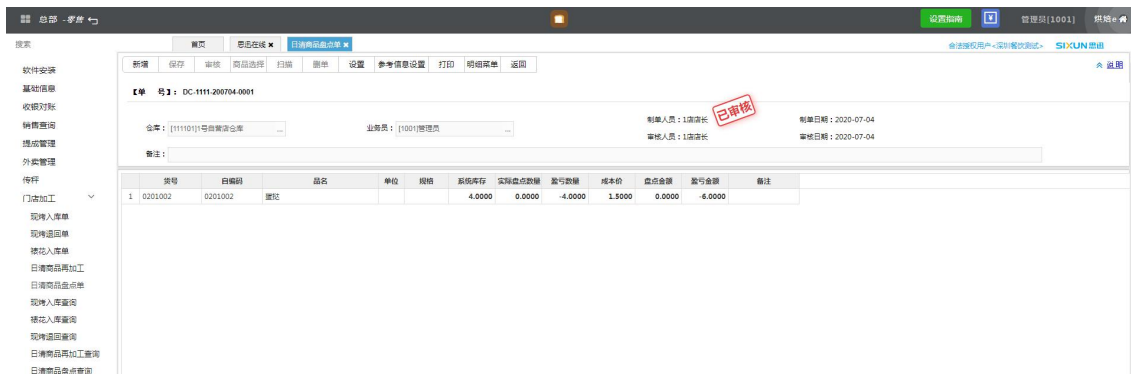 总部 -零售 设置指南 ¥ 管理员[1001] 烘焙e
搜索 首页 思迅在线 × 日清商品盘点单 × 合法授权用户<深圳餐饮测试> SIXUN思迅
新增 保存 审核 商品选择 扫描 删单 设置 参考信息设置 打印 明细菜单 返回 说明
软件安装
基础信息
收银对账
销售查询
提成管理
外卖管理
传秤
门店加工
现烤入库单
现烤退回单
裱花入库单
日清商品再加工
日清商品盘点单
现烤入库查询
裱花入库查询
现烤退回查询
日清商品再加工查询
日清商品盘点查询
【单 号】: DC-1111-200704-0001
已审核
仓库: [111101]1号自营店仓库 ... 业务员: [1001]管理员 ... 制单人员:1店店长 制单日期:2020-07-04
审核人员:1店店长 审核日期:2020-07-04
备注:
货号 自编码 品名 单位 规格 系统库存 实际盘点数量 盈亏数量 成本价 盘点金额 盈亏金额 备注
1 0201002 0201002 蛋挞 4.0000 0.0000 -4.0000 1.5000 0.0000 -6.0000